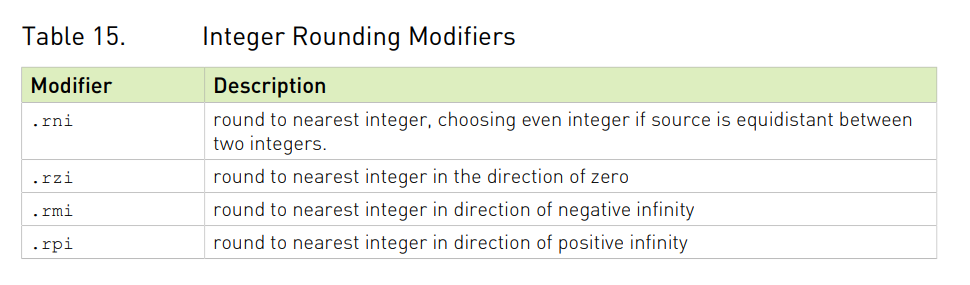 Table 15. Integer Rounding Modifiers
Modifier Description
.rni round to nearest integer, choosing even integer if source is equidistant between
two integers.
.rzi round to nearest integer in the direction of zero
.rmi round to nearest integer in direction of negative infinity
.rpi round to nearest integer in direction of positive infinity